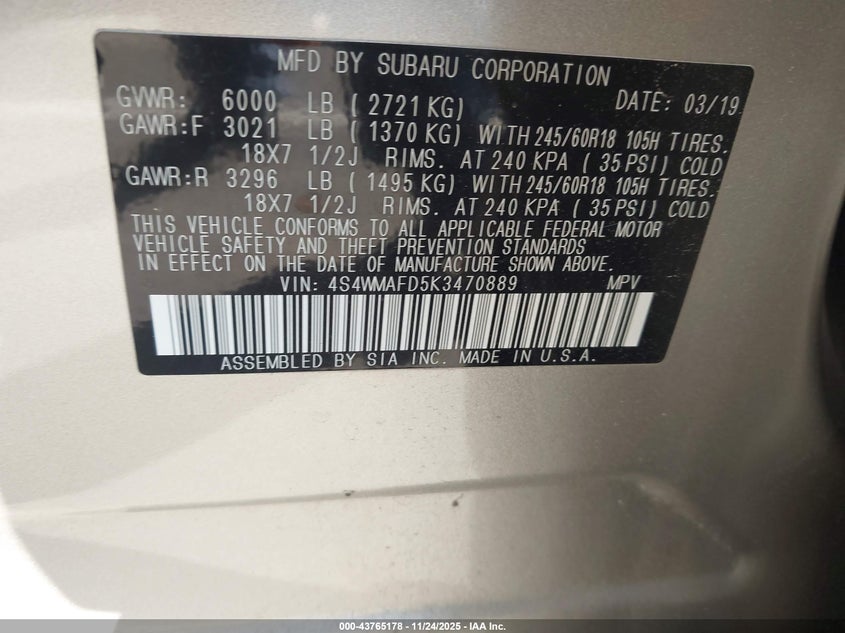 MFD BY SUBARU CORPORATION
GVWR: 6000 LB ( 2721 KG) DATE: 03/19
GAWR:F 3021 LB ( 1370 KG) WITH 245/60R18 105H TIRES.
18X7 1/2J RIMS. AT 240 KPA ( 35 PSI) COLD
GAWR:R 3296 LB ( 1495 KG) WITH 245/60R18 105H TIRES.
18X7 1/2J RIMS. AT 240 KPA ( 35 PSI) COLD
THIS VEHICLE CONFORMS TO ALL APPLICABLE FEDERAL MOTOR
VEHICLE SAFETY AND THEFT PREVENTION STANDARDS
IN EFFECT ON THE DATE OF MANUFACTURE SHOWN ABOVE.
VIN: 4S4WMAFD5K3470889 MPV
ASSEMBLED BY SIA INC. MADE IN U.S.A.
000-43765178 - 11/24/2025 - IAA Inc.